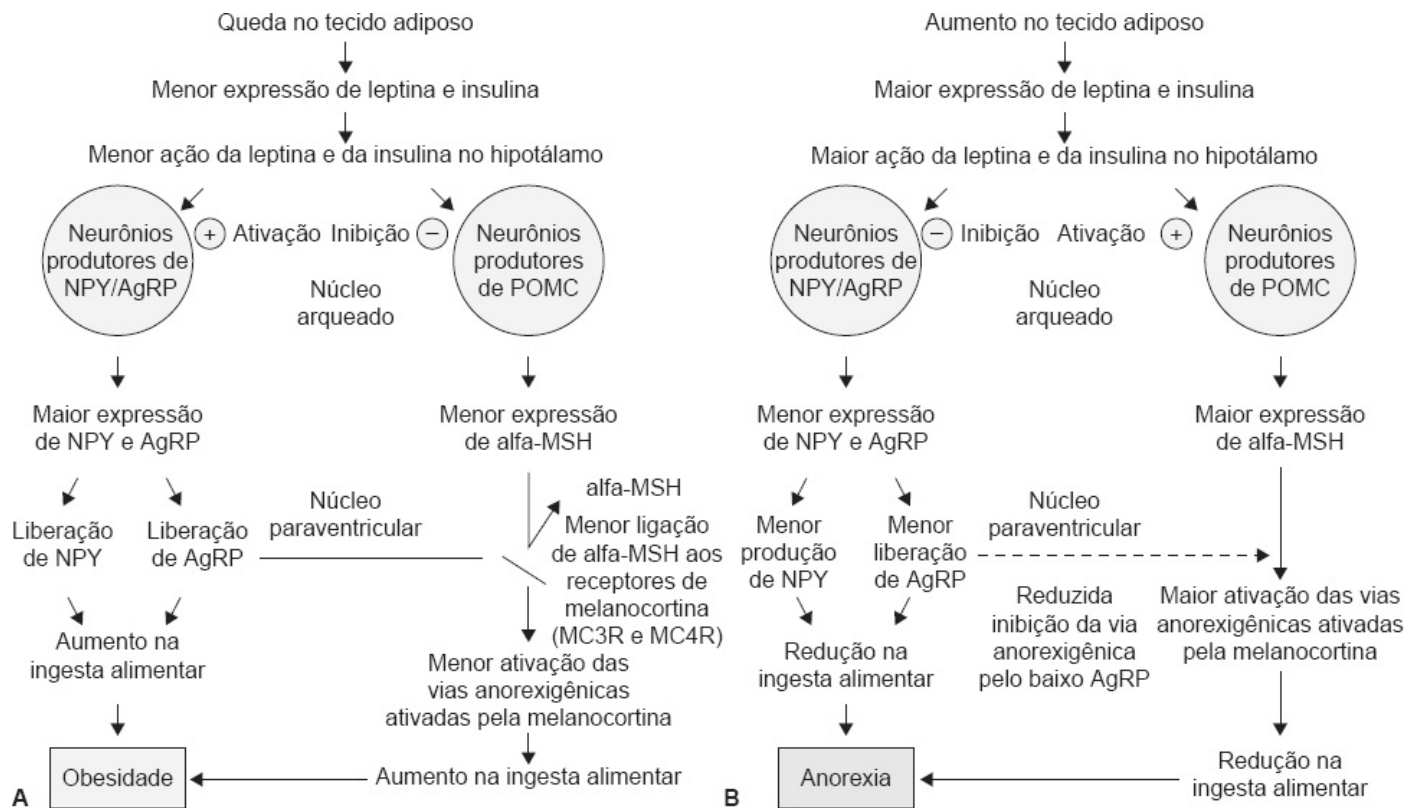 Queda no tecido adiposo
Menor expressão de leptina e insulina
Menor ação da leptina e da insulina no hipotálamo
Neurônios
produtores de
NPY/AgRP
+ Ativação Inibição −
Neurônios
produtores
de POMC
Núcleo
arqueado
Maior expressão
de NPY e AgRP
Menor expressão
de alfa-MSH
Liberação
de NPY
Liberação
de AgRP
Núcleo
paraventricular
alfa-MSH
Menor ligação
de alfa-MSH aos
receptores de
melanocortina
(MC3R e MC4R)
Aumento na
ingesta alimentar
Menor ativação das
vias anorexigênicas
ativadas pela melanocortina
Obesidade
Aumento na ingesta alimentar
A
Aumento no tecido adiposo
Maior expressão de leptina e insulina
Maior ação da leptina e da insulina no hipotálamo
Neurônios
produtores de
NPY/AgRP
− Inibição Ativação +
Neurônios
produtores
de POMC
Núcleo
arqueado
Menor expressão
de NPY e AgRP
Maior expressão
de alfa-MSH
Menor
produção
de NPY
Menor
liberação
de AgRP
Núcleo
paraventricular
Reduzida
inibição da via
anorexigênica
pelo baixo AgRP
Maior ativação das vias
anorexigênicas ativadas
pela melanocortina
Redução na
ingesta alimentar
Anorexia
Redução na
ingesta alimentar
B